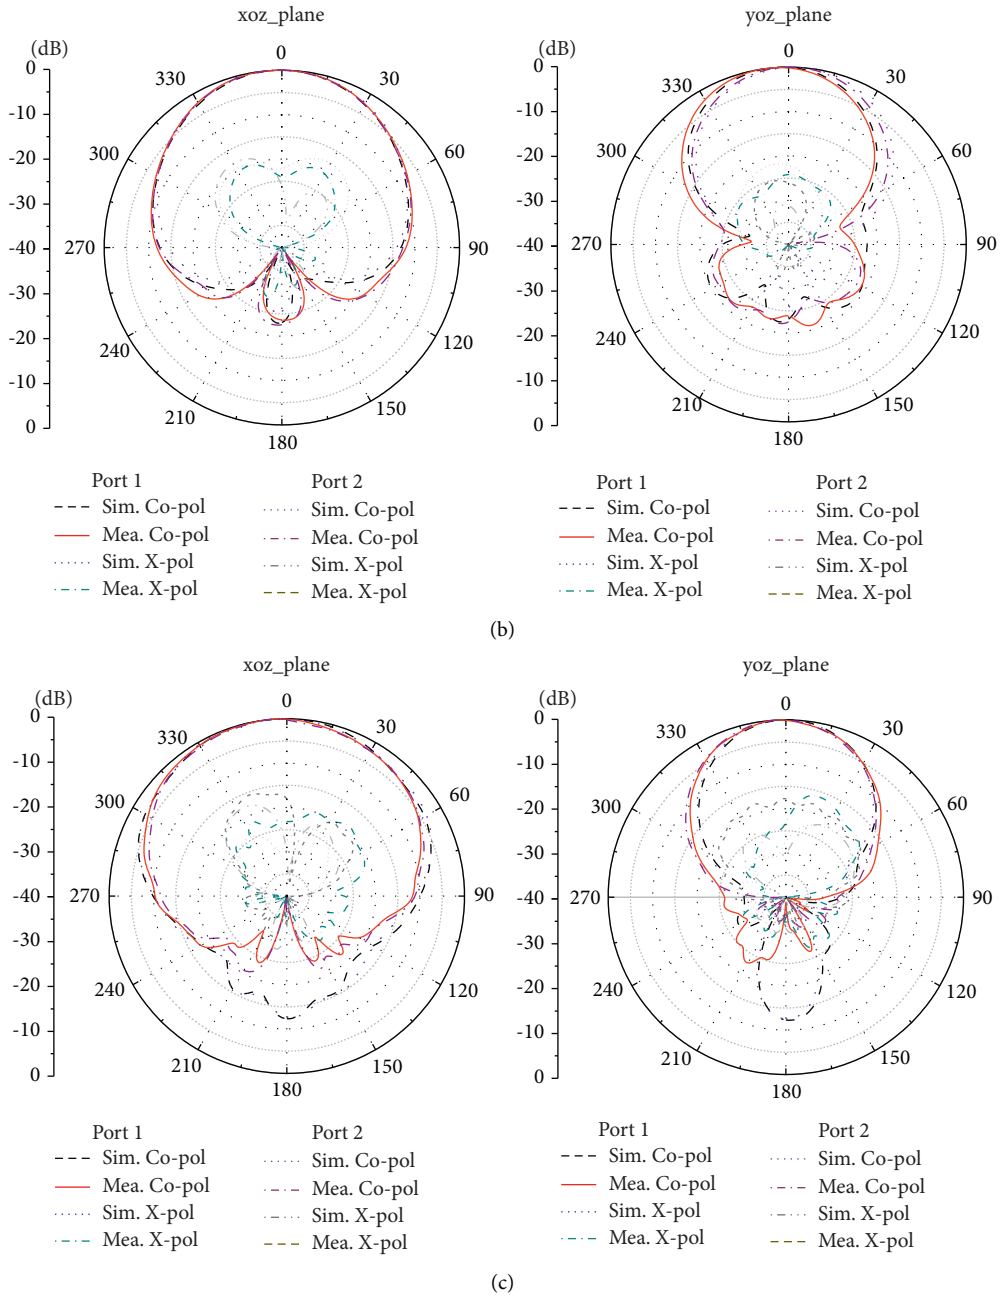 xoz_plane
(dB)
0
-10
-20
-30
-40
-30
-20
-10
0
0
30
60
90
120
150
180
210
240
270
300
330
Port 1
Sim. Co-pol
Mea. Co-pol
Sim. X-pol
Mea. X-pol
Port 2
Sim. Co-pol
Mea. Co-pol
Sim. X-pol
Mea. X-pol
yoz_plane
(dB)
0
-10
-20
-30
-40
-30
-20
-10
0
0
30
60
90
120
150
180
210
240
270
300
330
Port 1
Sim. Co-pol
Mea. Co-pol
Sim. X-pol
Mea. X-pol
Port 2
Sim. Co-pol
Mea. Co-pol
Sim. X-pol
Mea. X-pol
(b)
xoz_plane
(dB)
0
-10
-20
-30
-40
-30
-20
-10
0
0
30
60
90
120
150
180
210
240
270
300
330
Port 1
Sim. Co-pol
Mea. Co-pol
Sim. X-pol
Mea. X-pol
Port 2
Sim. Co-pol
Mea. Co-pol
Sim. X-pol
Mea. X-pol
yoz_plane
(dB)
0
-10
-20
-30
-40
-30
-20
-10
0
0
30
60
90
120
150
180
210
240
270
300
330
Port 1
Sim. Co-pol
Mea. Co-pol
Sim. X-pol
Mea. X-pol
Port 2
Sim. Co-pol
Mea. Co-pol
Sim. X-pol
Mea. X-pol
(c)